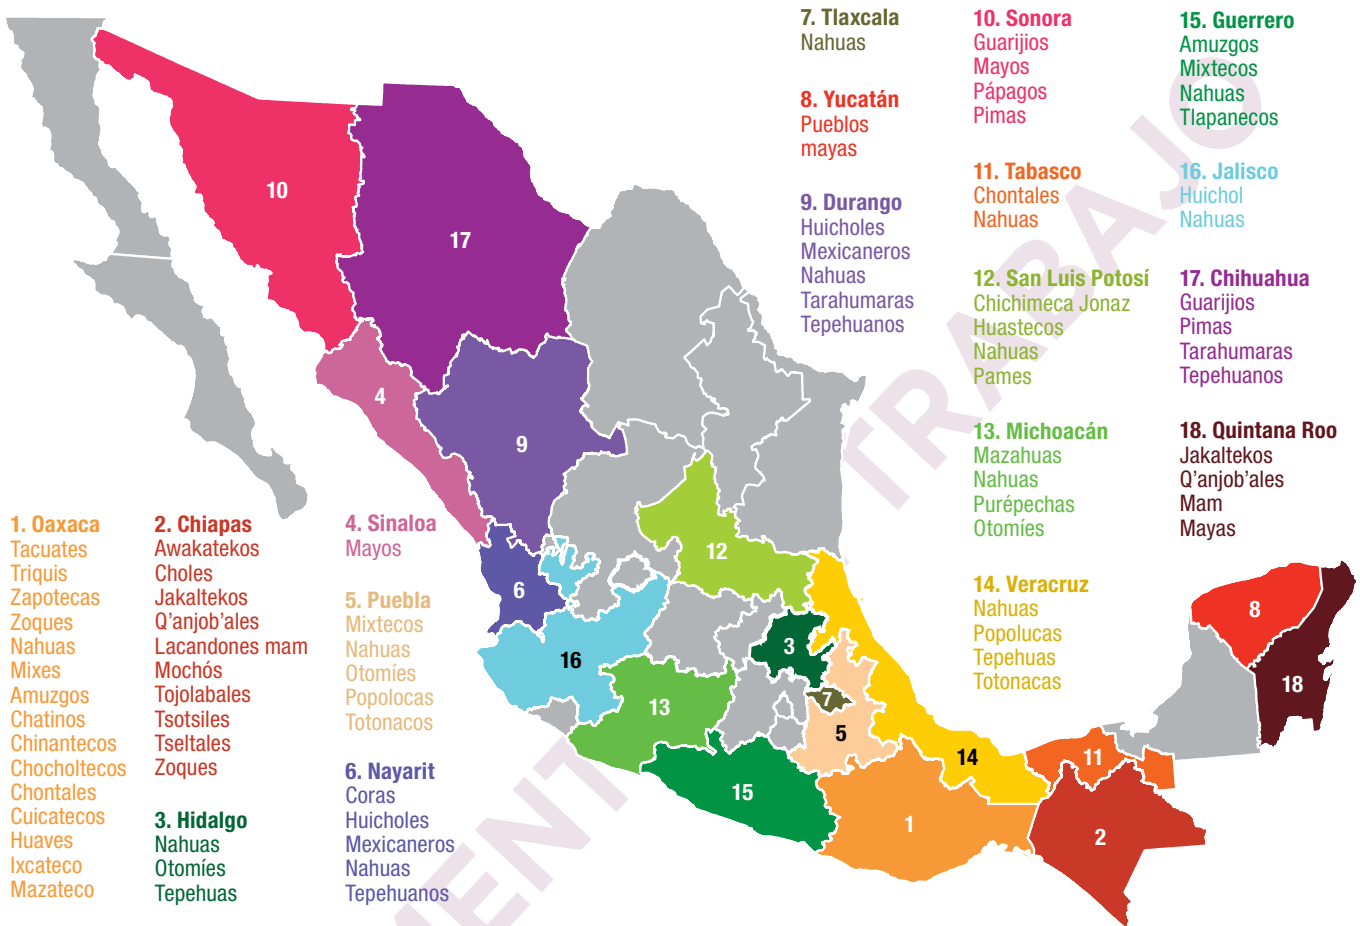 7. Tlaxcala
Nahuas
8. Yucatán
Pueblos
mayas
9. Durango
Huicholes
Mexicaneros
Nahuas
Tarahumaras
Tepehuanos
10. Sonora
Guarijios
Mayos
Pápagos
Pimas
11. Tabasco
Chontales
Nahuas
12. San Luis Potosí
Chichimeca Jonaz
Huastecos
Nahuas
Pames
13. Michoacán
Mazahuas
Nahuas
Purépechas
Otomíes
14. Veracruz
Nahuas
Popolucas
Tepehuas
Totonacas
15. Guerrero
Amuzgos
Mixtecos
Nahuas
Tlapanecos
16. Jalisco
Huichol
Nahuas
17. Chihuahua
Guarijios
Pimas
Tarahumaras
Tepehuanos
18. Quintana Roo
Jakaltekos
Q'anjob'ales
Mam
Mayas
1. Oaxaca
Tacuates
Triquis
Zapotecas
Zoques
Nahuas
Mixes
Amuzgos
Chatinos
Chinantecos
Chocholtecos
Chontales
Cuicatecos
Huaves
Ixcateco
Mazateco
2. Chiapas
Awakatekos
Choles
Jakaltekos
Q'anjob'ales
Lacandones mam
Mochós
Tojolabales
Tsotsiles
Tseltales
Zoques
3. Hidalgo
Nahuas
Otomíes
Tepehuas
4. Sinaloa
Mayos
5. Puebla
Mixtecos
Nahuas
Otomíes
Popolocas
Totonacos
6. Nayarit
Coras
Huicholes
Mexicaneros
Nahuas
Tepehuanos
10
17
4
9
12
6
16
3
13
7
5
15
14
1
11
2
8
18
TRABAJO
MENT